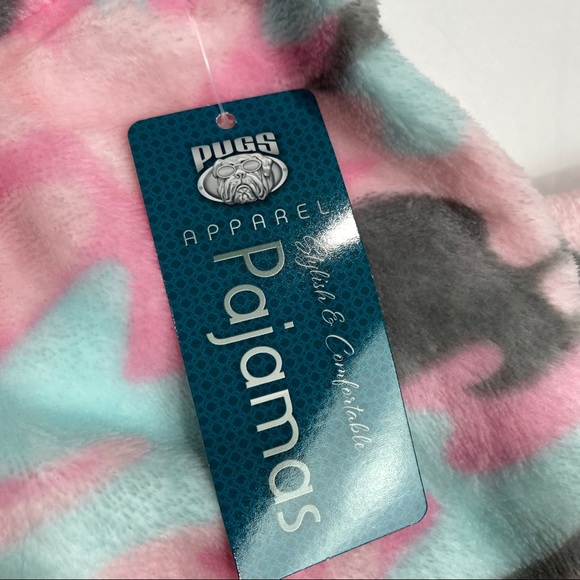 PUGS
APPAREL
Pajamas
Stylish & Comfortable